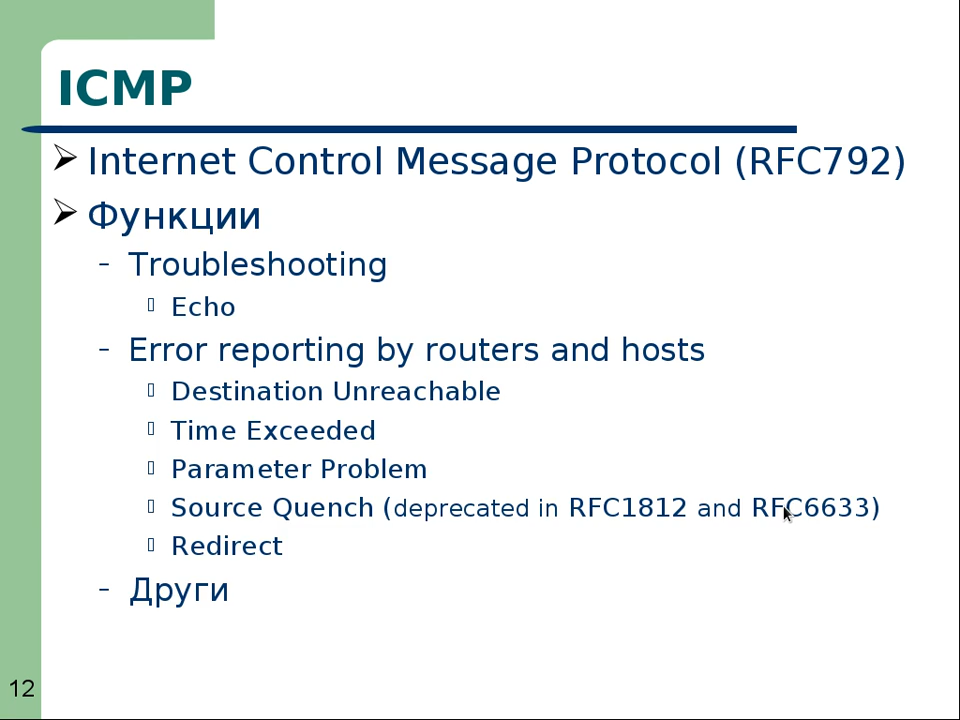 ICMP
Internet Control Message Protocol (RFC792)
Функции
– Troubleshooting
Echo
– Error reporting by routers and hosts
Destination Unreachable
Time Exceeded
Parameter Problem
Source Quench (deprecated in RFC1812 and RFC6633)
Redirect
– Други
12